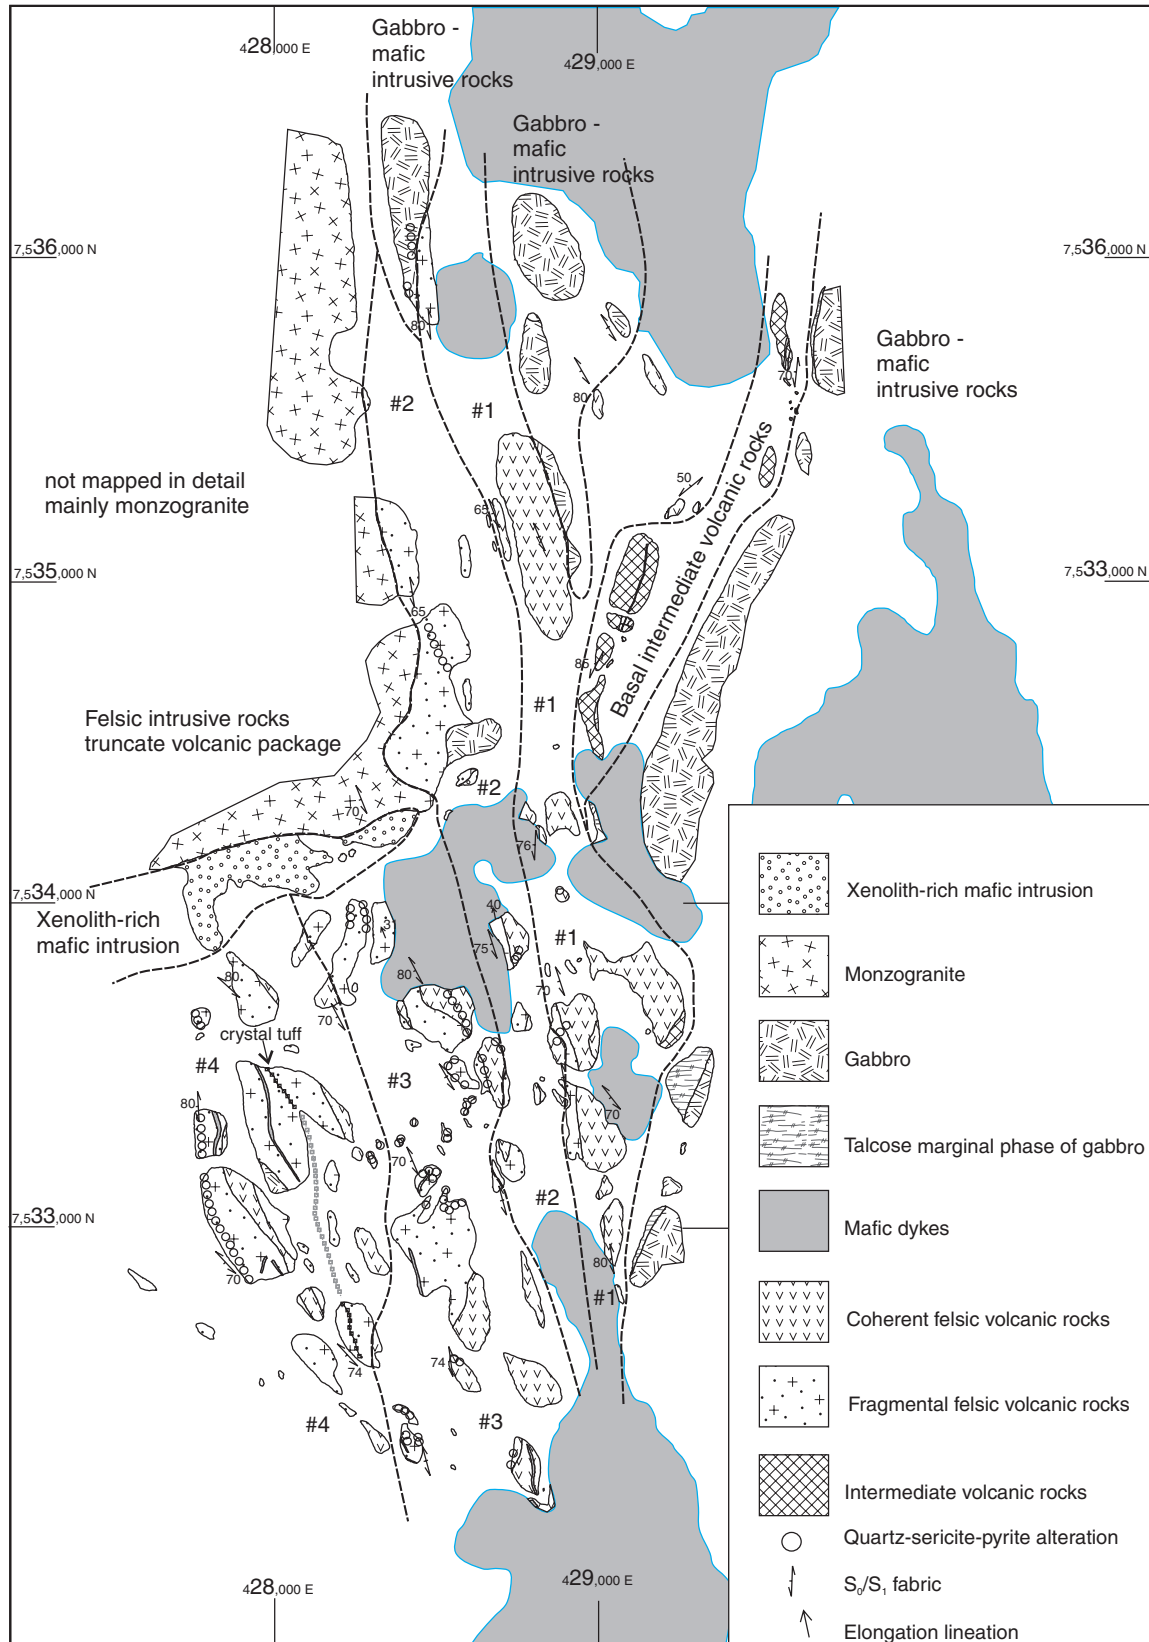 428,000 E
Gabbro -
mafic
intrusive rocks
429,000 E
Gabbro -
mafic
intrusive rocks
7,536,000 N
7,536,000 N
80
Gabbro -
mafic
intrusive rocks
70
#2
#1
80
not mapped in detail
mainly monzogranite
50
65
Basal intermediate volcanic rocks
7,535,000 N
7,533,000 N
65
85
#1
Felsic intrusive rocks
truncate volcanic package
#2
70
76
7,534,000 N
Xenolith-rich
mafic intrusion
40
31
#1
75
80
80
70
70
crystal tuff
#4
#3
80
70
70
#2
7,533,000 N
70
80
#1
74
74
#4
#3
428,000 E
429,000 E
Xenolith-rich mafic intrusion
Monzogranite
Gabbro
Talcose marginal phase of gabbro
Mafic dykes
Coherent felsic volcanic rocks
Fragmental felsic volcanic rocks
Intermediate volcanic rocks
Quartz-sericite-pyrite alteration
S₀/S₁ fabric
Elongation lineation